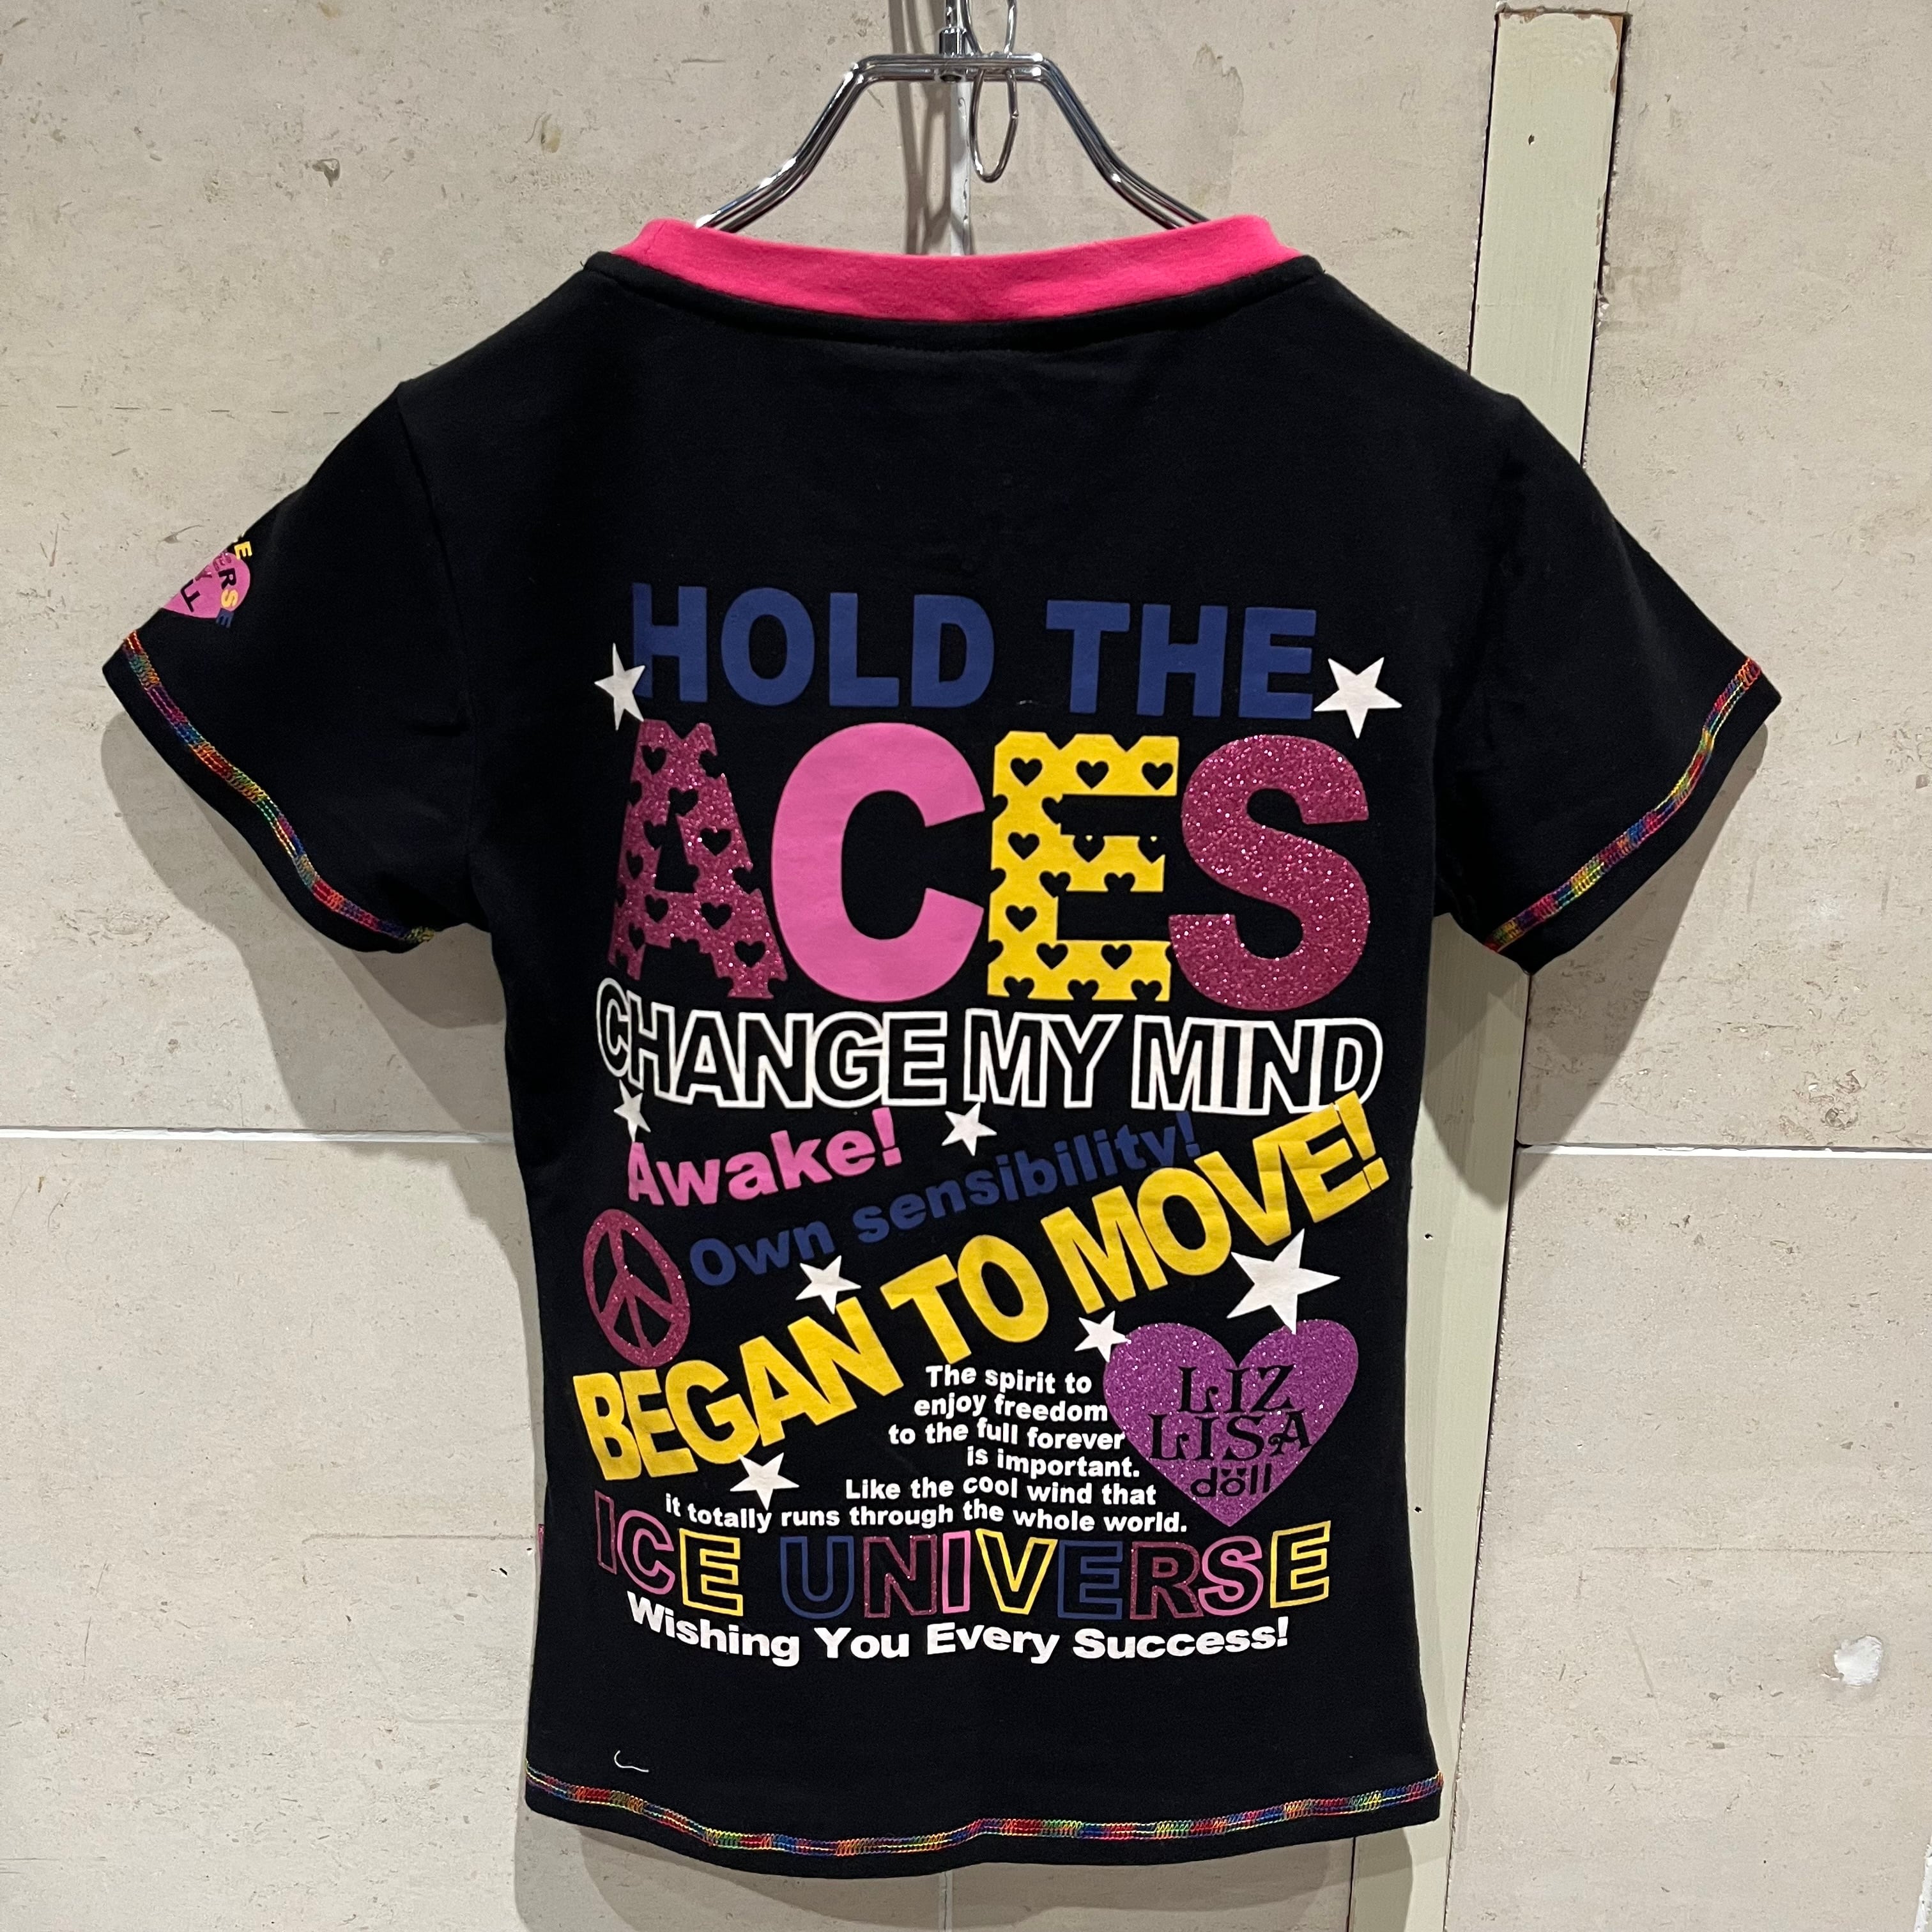 HOLD THE
ACES
CHANGE MY MIND
Awake!
Own sensibility!
BEGAN TO MOVE!
The spirit to
enjoy freedom
to the full forever
is important.
Like the cool wind that
it totally runs through the whole world.
LIZ
LISA
döll
ICE UNIVERSE
Wishing You Every Success!